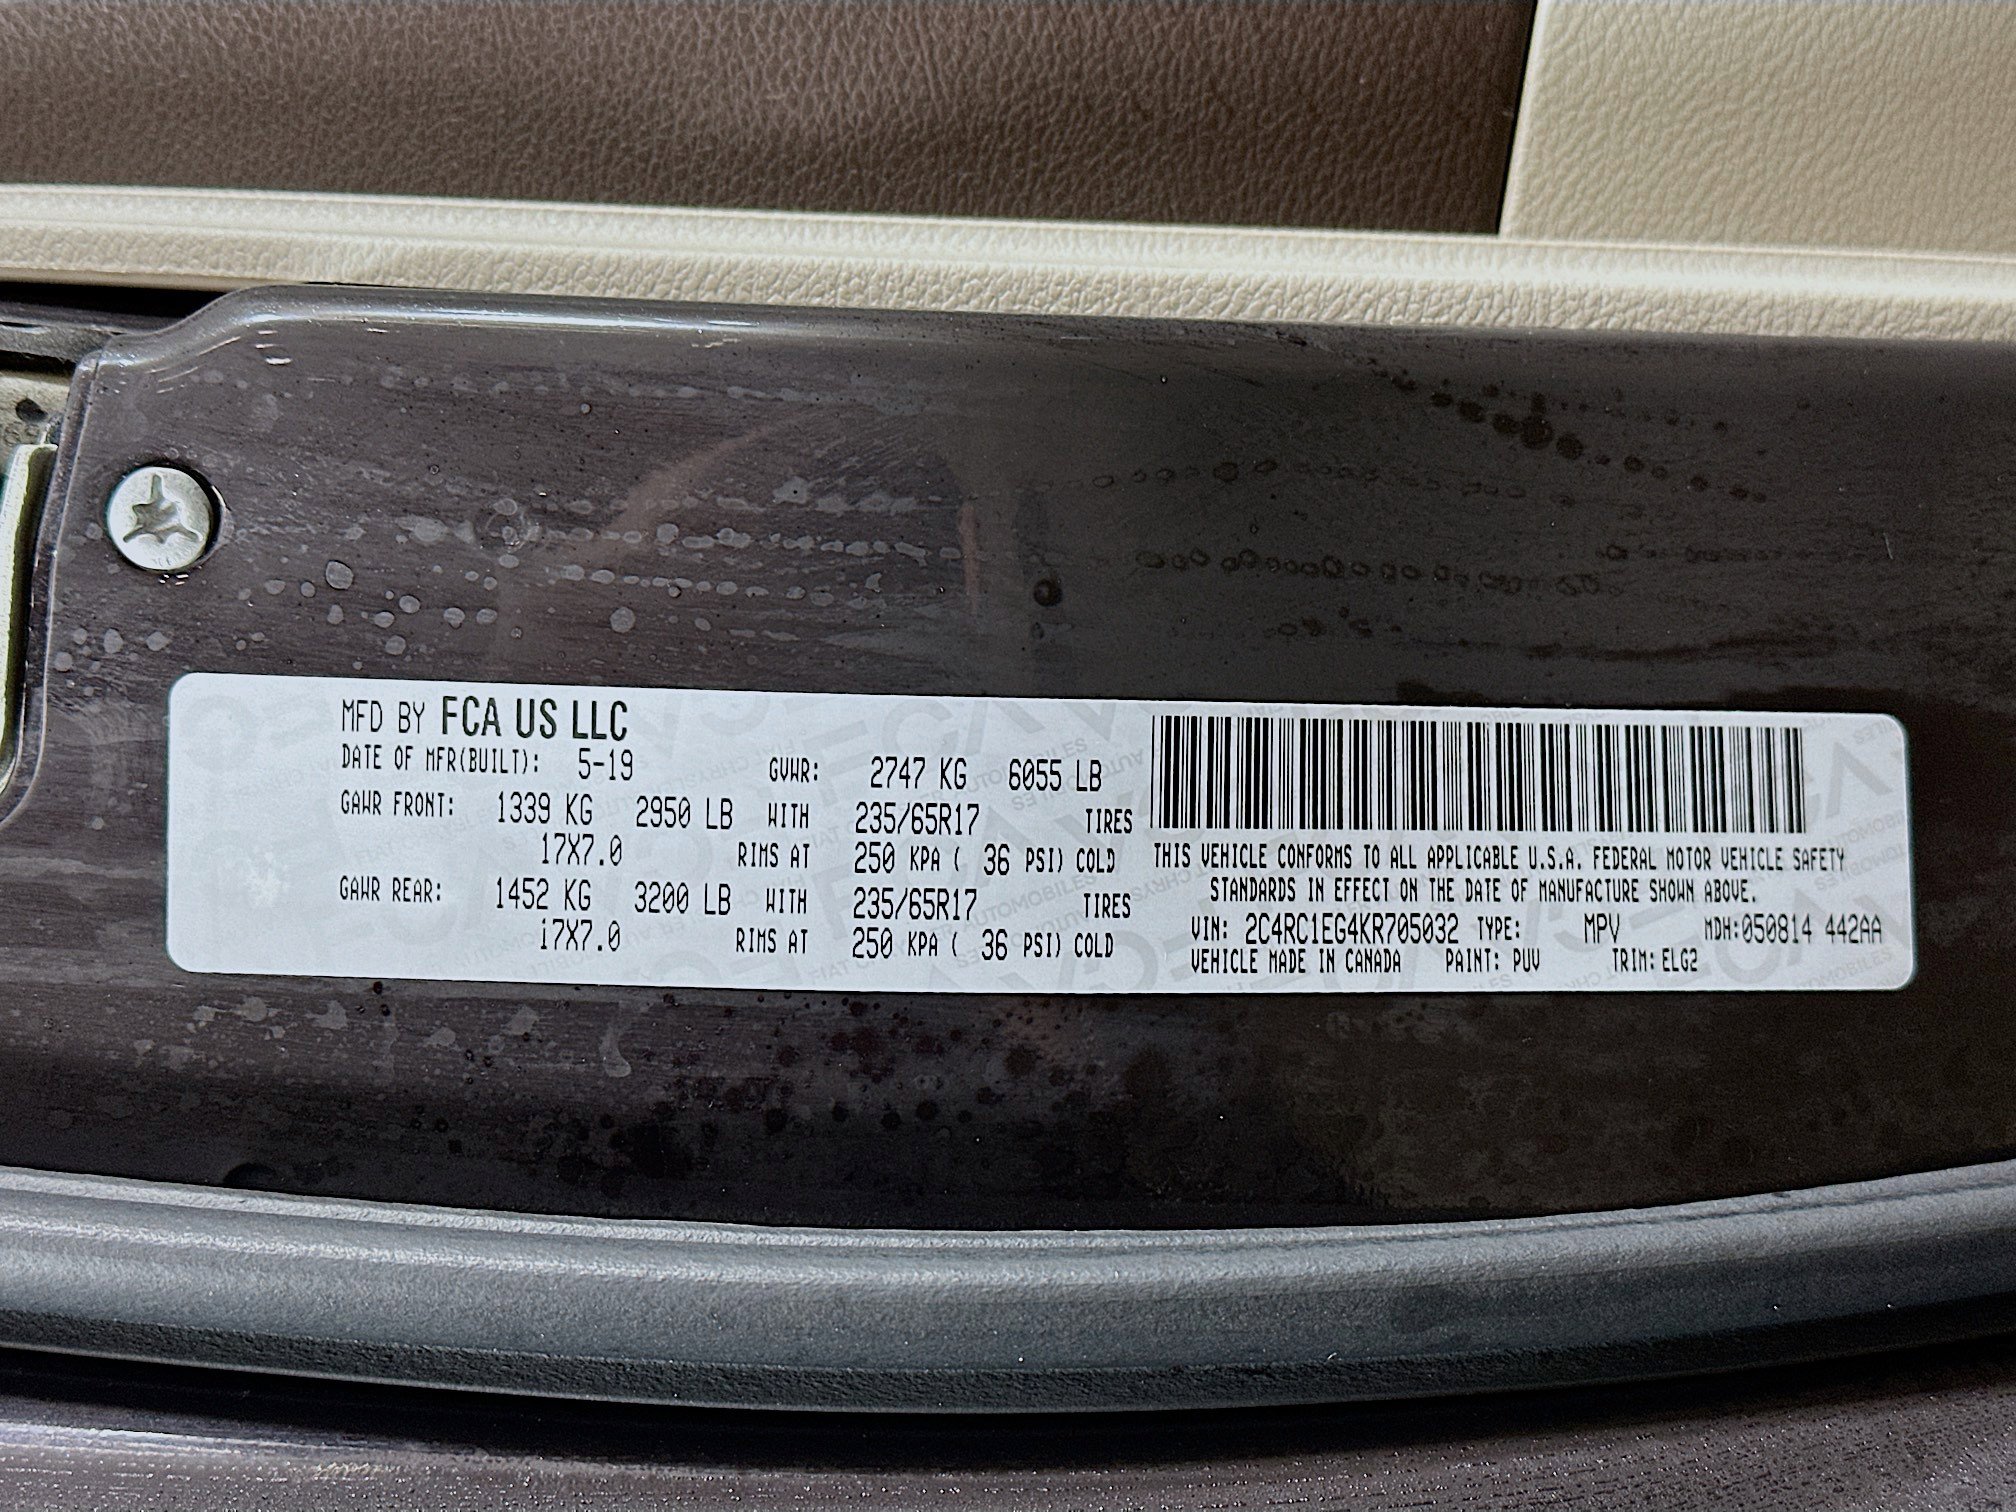 MFD BY FCA US LLC
DATE OF MFR(BUILT): 5-19 GVWR: 2747 KG 6055 LB
GAWR FRONT: 1339 KG 2950 LB WITH 235/65R17 TIRES
17X7.0 RIMS AT 250 KPA ( 36 PSI) COLD
GAWR REAR: 1452 KG 3200 LB WITH 235/65R17 TIRES
17X7.0 RIMS AT 250 KPA ( 36 PSI) COLD
THIS VEHICLE CONFORMS TO ALL APPLICABLE U.S.A. FEDERAL MOTOR VEHICLE SAFETY
STANDARDS IN EFFECT ON THE DATE OF MANUFACTURE SHOWN ABOVE.
VIN: 2C4RC1EG4KR705032 TYPE: MPV MDH:050814 442AA
VEHICLE MADE IN CANADA PAINT: PUV TRIM: ELG2